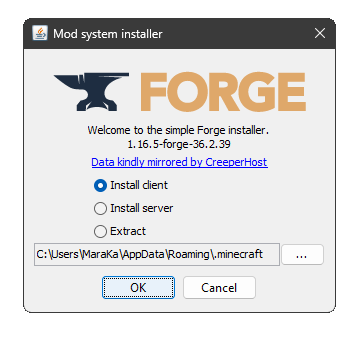 Mod system installer
FORGE
Welcome to the simple Forge installer.
1.16.5-forge-36.2.39
Data kindly mirrored by CreeperHost
Install client
Install server
Extract
C:\Users\MaraKa\AppData\Roaming\.minecraft
...
OK Cancel